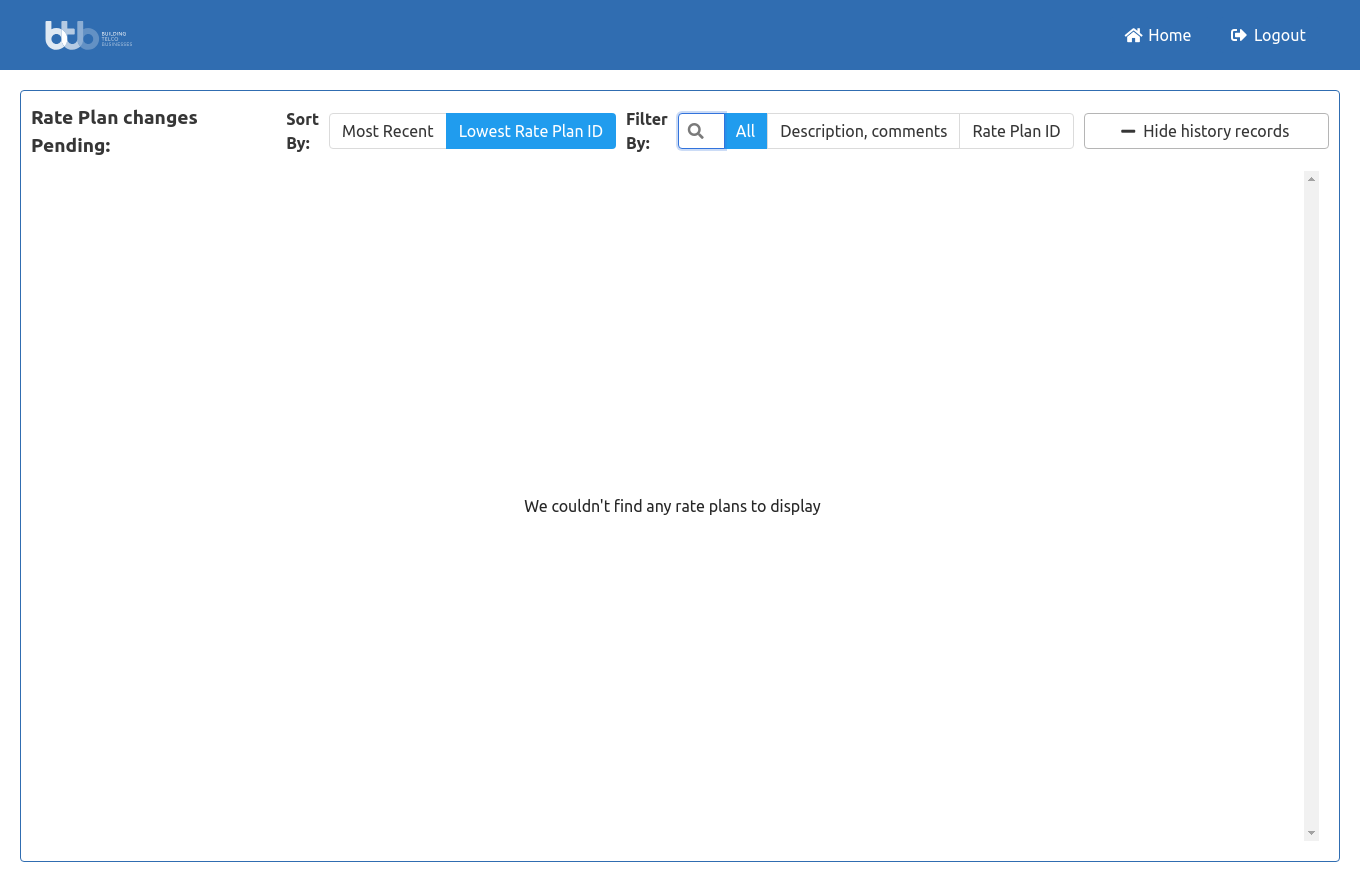 btb BUILDING
TELCO
BUSINESSES
Home
Logout
Rate Plan changes
Pending:
Sort
By:
Most Recent
Lowest Rate Plan ID
Filter
By:
All
Description, comments
Rate Plan ID
Hide history records
We couldn't find any rate plans to display